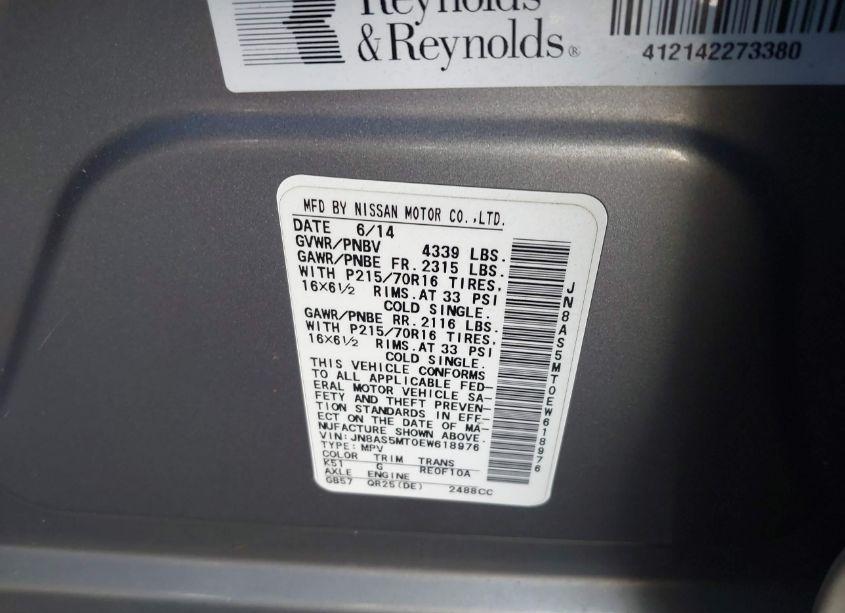 Reynolds
& Reynolds®
412142273380
MFD BY NISSAN MOTOR CO.,LTD.
DATE 6/14
GVWR/PNBV 4339 LBS.
GAWR/PNBE FR. 2315 LBS.
WITH P215/70R16 TIRES,
16X6½ RIMS. AT 33 PSI
COLD SINGLE.
GAWR/PNBE RR. 2116 LBS.
WITH P215/70R16 TIRES,
16X6½ RIMS. AT 33 PSI
COLD SINGLE.
THIS VEHICLE CONFORMS
TO ALL APPLICABLE FED-
ERAL MOTOR VEHICLE SA-
FETY AND THEFT PREVEN-
TION STANDARDS IN EFF-
ECT ON THE DATE OF MA-
NUFACTURE SHOWN ABOVE.
VIN: JN8AS5MT0EW618976
TYPE: MPV
COLOR TRIM TRANS
K51 G RE0F10A
AXLE ENGINE
GB57 QR25(DE) 2488CC
JN8AS5MT0EW618976